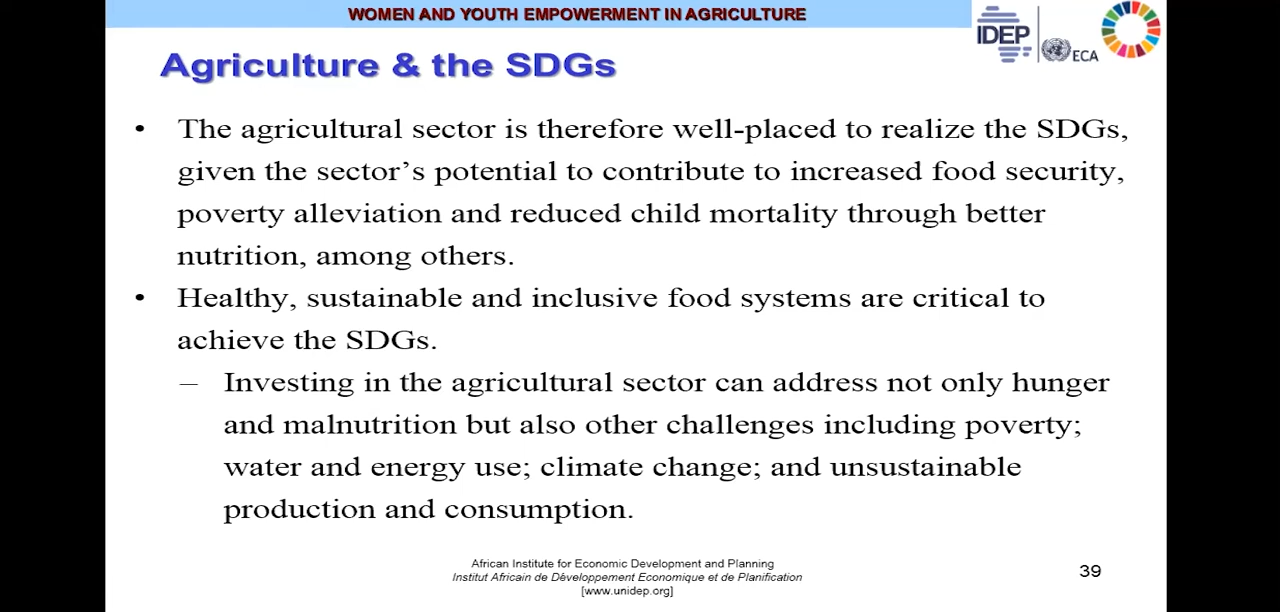 WOMEN AND YOUTH EMPOWERMENT IN AGRICULTURE
IDEP
ECA
Agriculture & the SDGs
• The agricultural sector is therefore well-placed to realize the SDGs,
given the sector’s potential to contribute to increased food security,
poverty alleviation and reduced child mortality through better
nutrition, among others.
• Healthy, sustainable and inclusive food systems are critical to
achieve the SDGs.
– Investing in the agricultural sector can address not only hunger
and malnutrition but also other challenges including poverty;
water and energy use; climate change; and unsustainable
production and consumption.
African Institute for Economic Development and Planning
Institut Africain de Développement Economique et de Planification
[www.unidep.org]
39